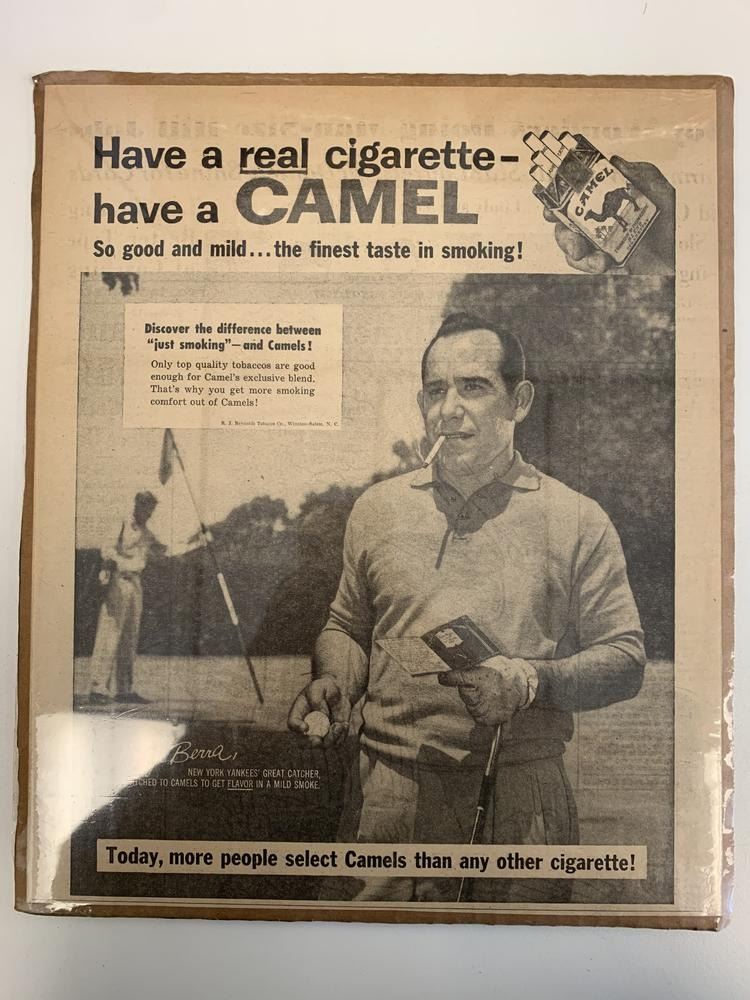 Have a real cigarette-
have a CAMEL
So good and mild...the finest taste in smoking!
CAMEL
Discover the difference between
"just smooking"—and Camels!
Only top quality tobaccos are good
enough for Camel's exclusive blend.
That's why you get more smoking
comfort out of Camels!
R. J. Reynolds Tobacco Co., Winston-Salem, N. C.
Berra,
NEW YORK YANKEES' GREAT CATCHER,
TO CAMELS TO GET FLAVOR IN A MILD SMOKE.
Today, more people select Camels than any other cigarette!